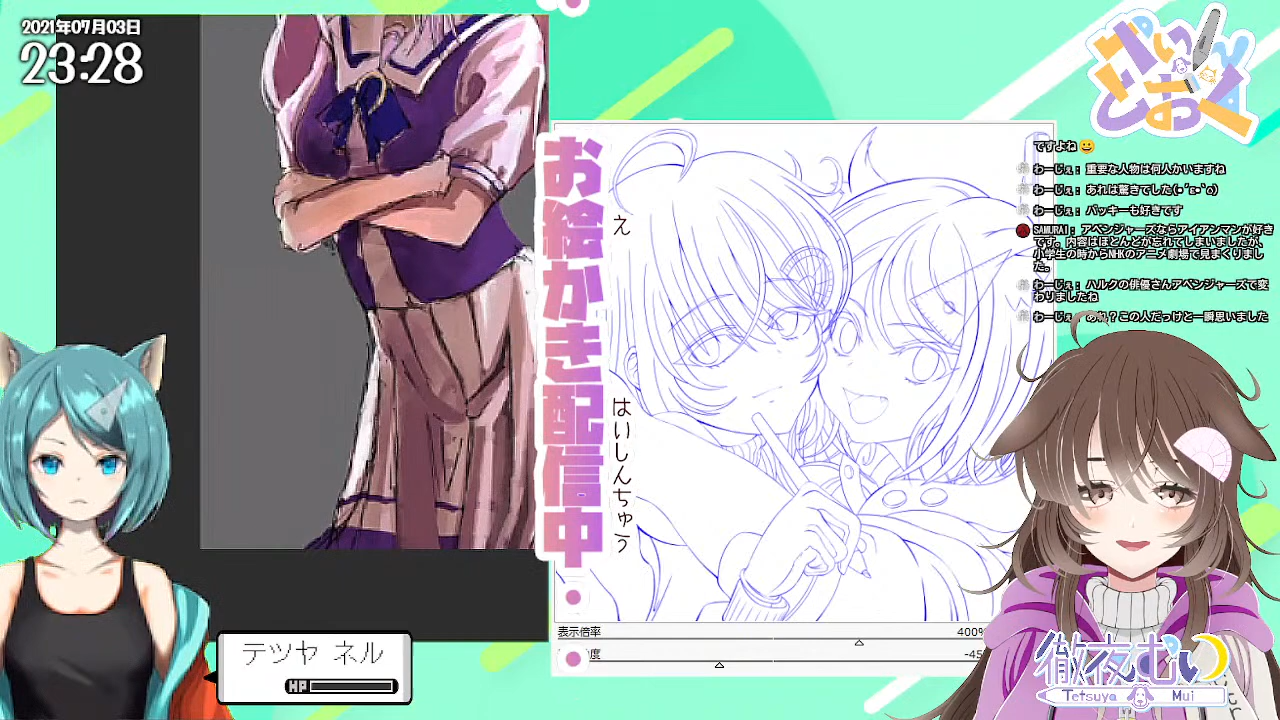 2021年07月03日
23:28
お絵かき配信中
え
はいしんちゅう
ですよね😀
わーじぇ: 重要な人物は何人かいますね
わーじぇ: あれは驚きでした(•́ε•̀o)
わーじぇ: バッキーも好きです
SAMURAI: アベンジャーズならアイアンマンが好き
です。内容はほとんどが忘れてしまいましたが、
小学生の時からNHKのアニメ劇場で見まくりまし
た。
わーじぇ: ハルクの俳優さんアベンジャーズで変
わりましたね
わーじぇ: あれ？この人だっけと一瞬思いました
表示倍率
400%
度
-45
テツヤ ネル
HP
徹夜むい
Tetsuya Mui